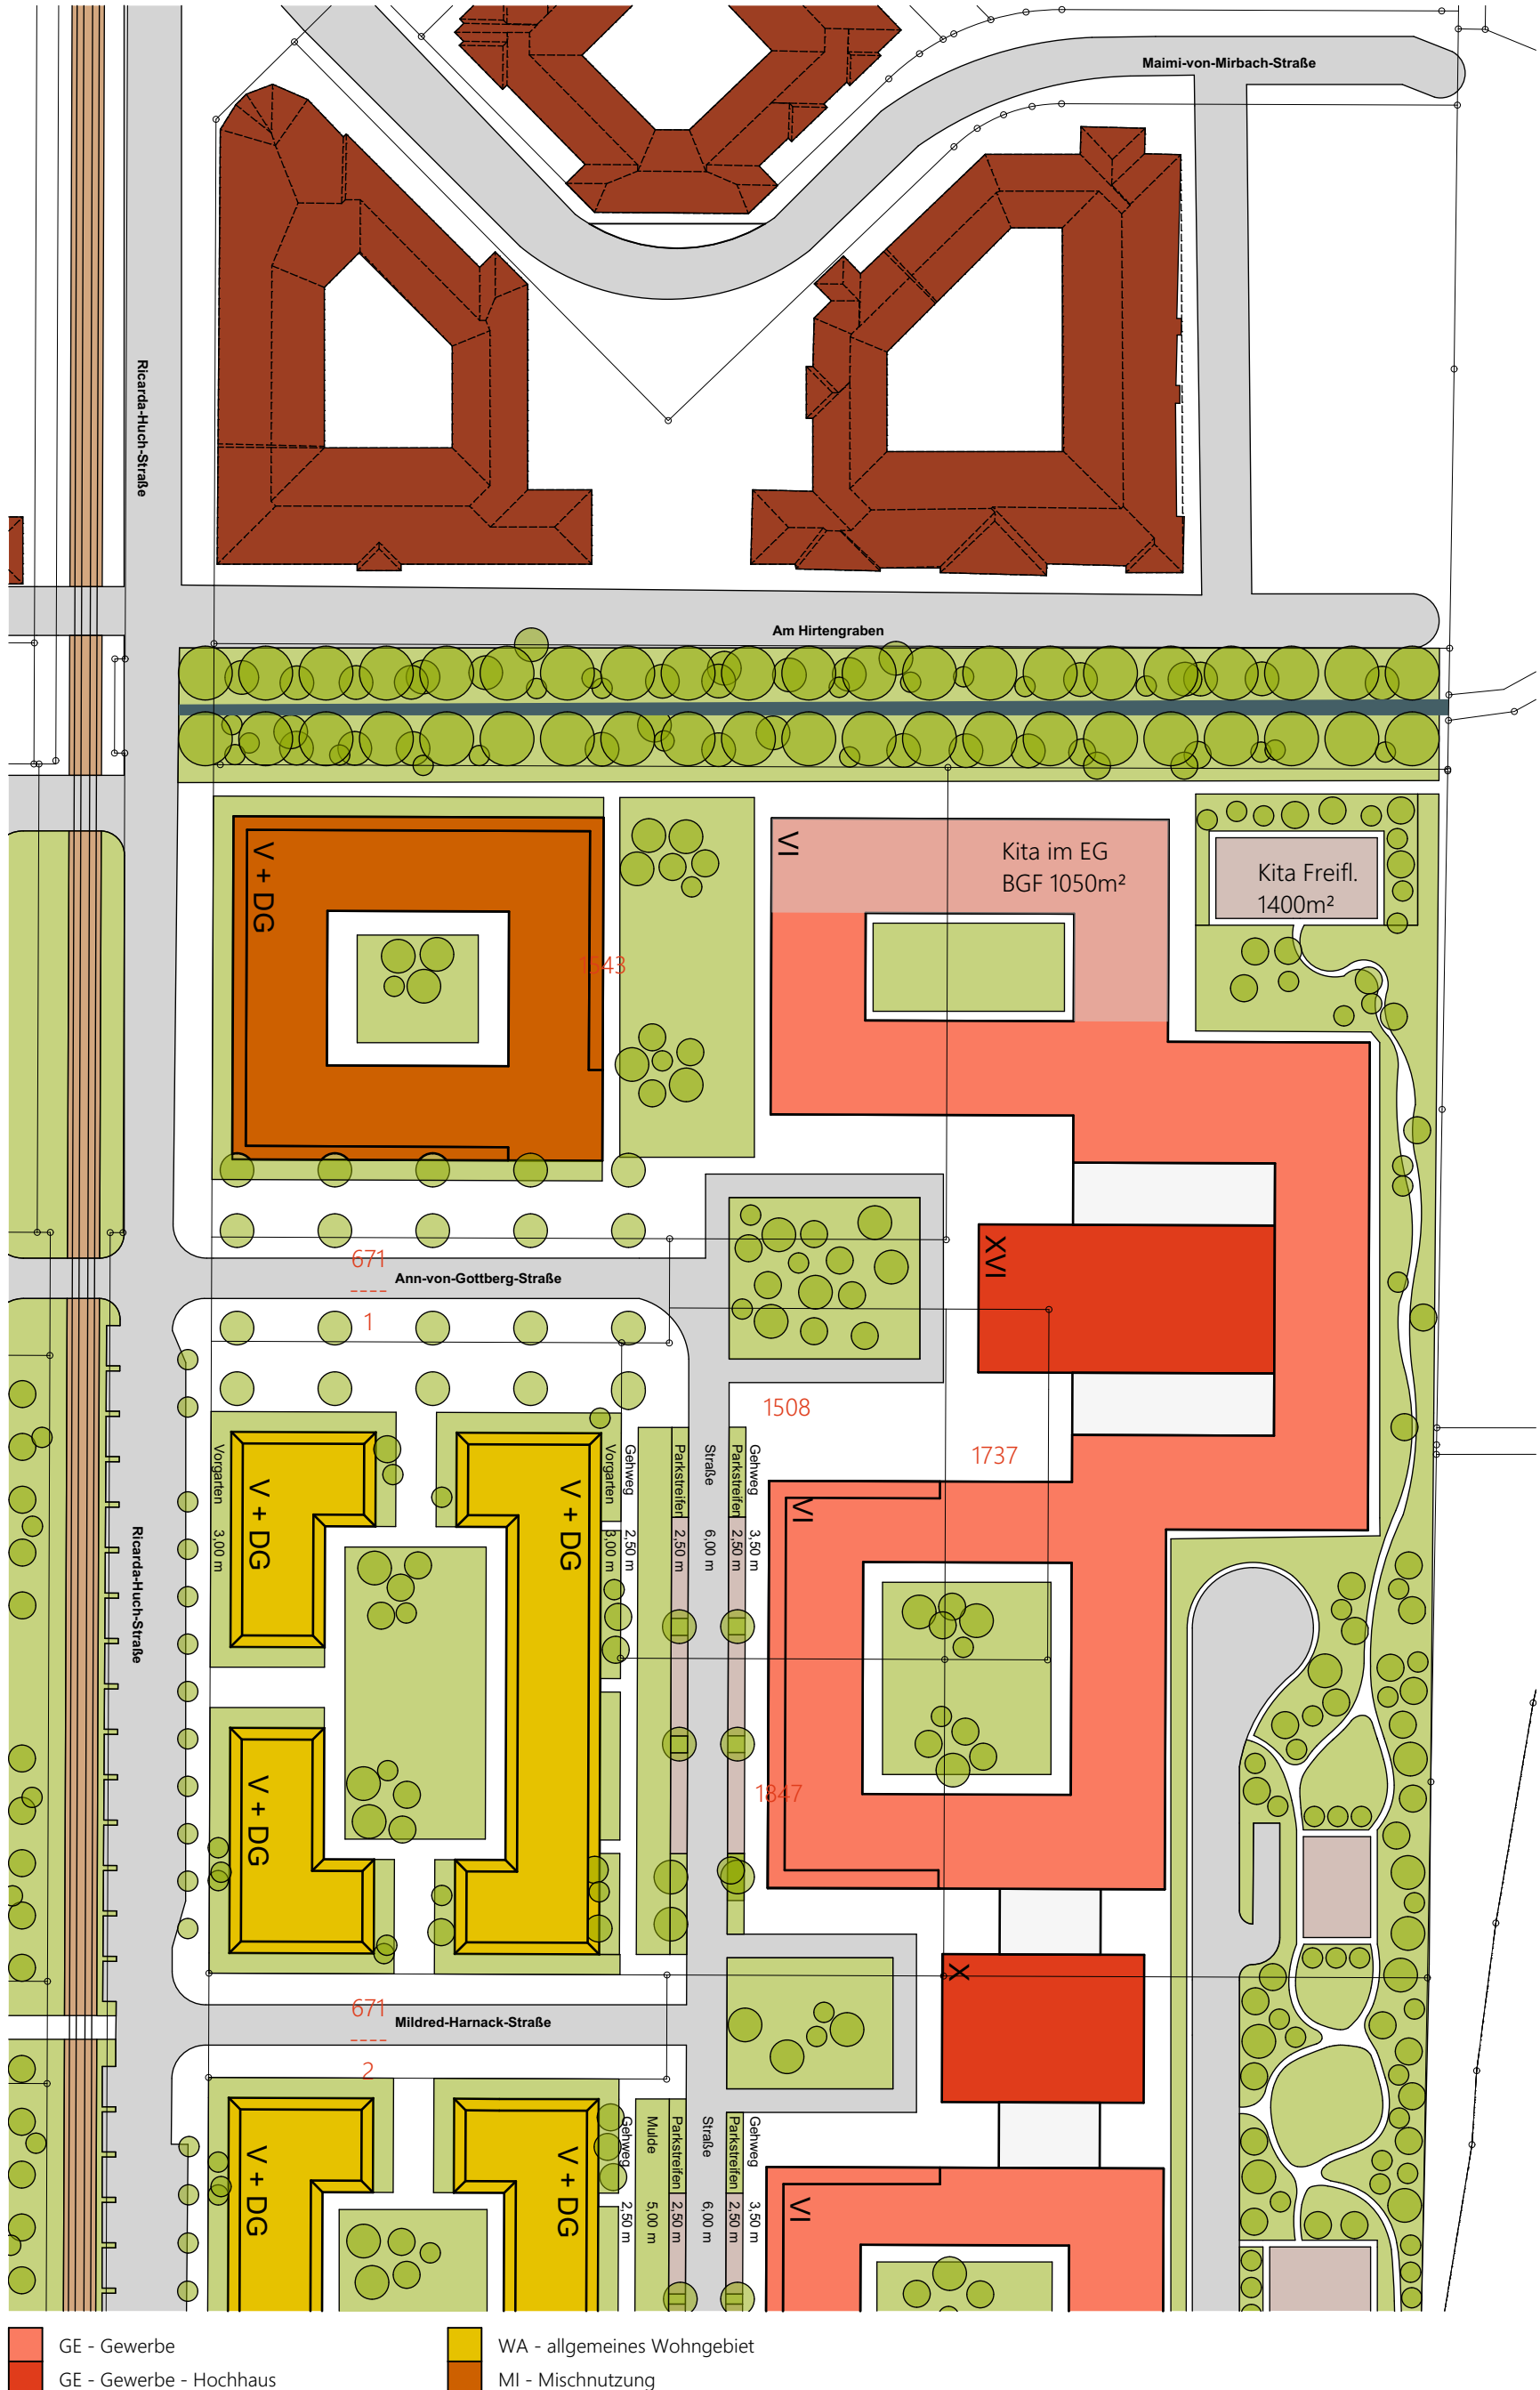 Maimi-von-Mirbach-Straße
Ricarda-Huch-Straße
Am Hirtengraben
V + DG
VI
Kita im EG
BGF 1050m²
Kita Freifl.
1400m²
1543
XVI
671
----
1
Ann-von-Gottberg-Straße
1508
1737
Vorgarten 3,00 m
V + DG
V + DG
Vorgarten 3,00 m
Gehweg 2,50 m
Parkstreifen 2,50 m
Straße 6,00 m
Parkstreifen 2,50 m
Gehweg 3,50 m
VI
Ricarda-Huch-Straße
V + DG
1847
X
671
----
2
Mildred-Harnack-Straße
V + DG
V + DG
Gehweg 2,50 m
Mulde 5,00 m
Parkstreifen 2,50 m
Straße 6,00 m
Parkstreifen 2,50 m
Gehweg 3,50 m
VI
GE - Gewerbe
WA - allgemeines Wohngebiet
GE - Gewerbe - Hochhaus
MI - Mischnutzung